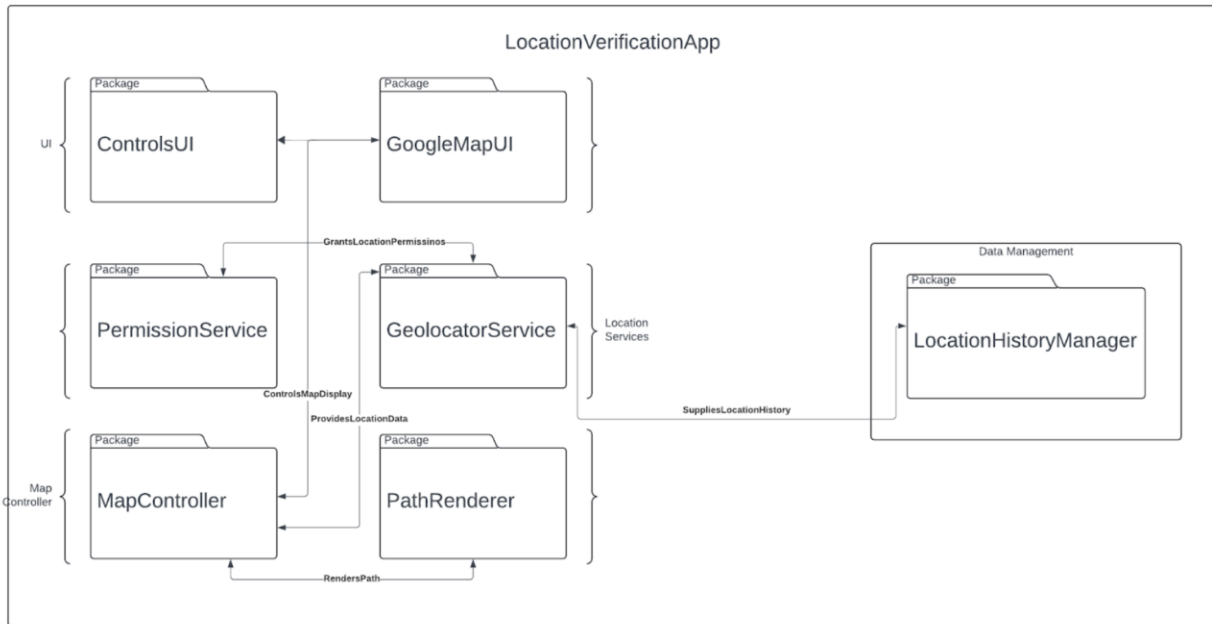 LocationVerificationApp
Package
Package
UI
ControlsUI
GoogleMapUI
GrantsLocationPermissinos
Package
Package
PermissionService
GeolocatorService
Location
Services
Data Management
Package
LocationHistoryManager
ControlsMapDisplay
ProvidesLocationData
SuppliesLocationHistory
Package
Package
Map
Controller
MapController
PathRenderer
RendersPath